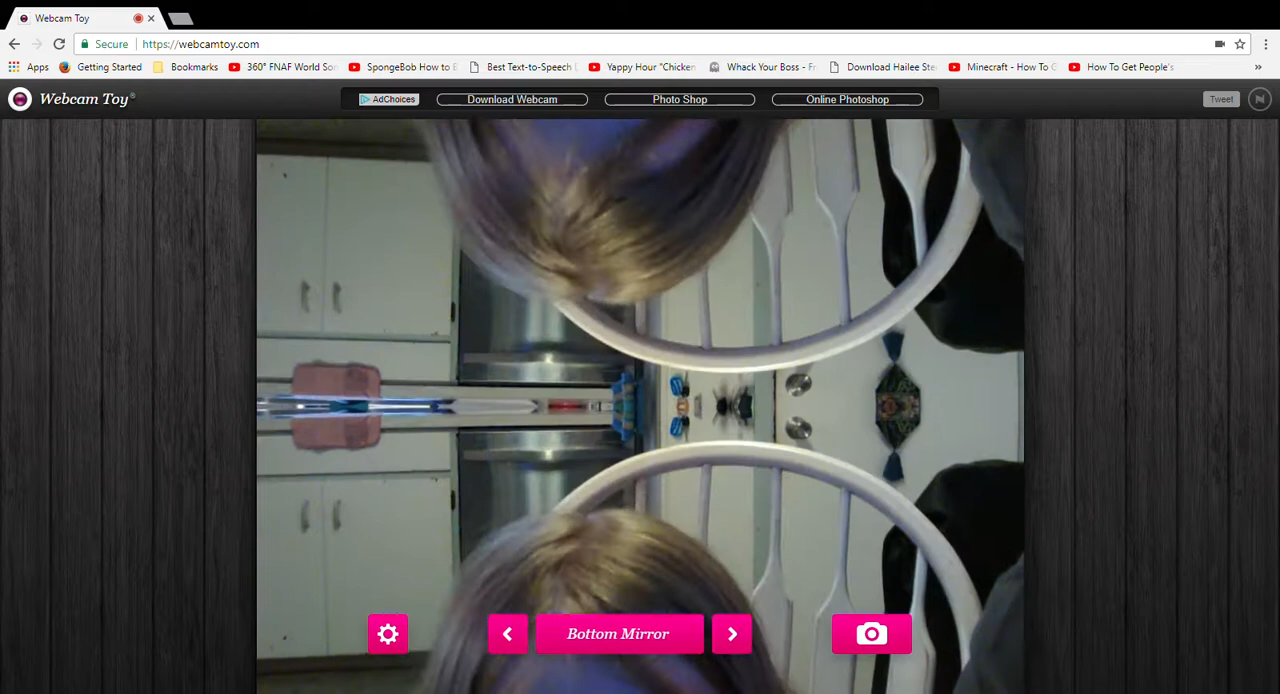 Webcam Toy
Secure https://webcamtoy.com
Apps Getting Started Bookmarks 360° FNAF World Son SpongeBob How to B Best Text-to-Speech D Yappy Hour "Chicken Whack Your Boss - Fr Download Hailee Ste Minecraft - How To G How To Get People's »
Webcam Toy AdChoices Download Webcam Photo Shop Online Photoshop Tweet
Bottom Mirror